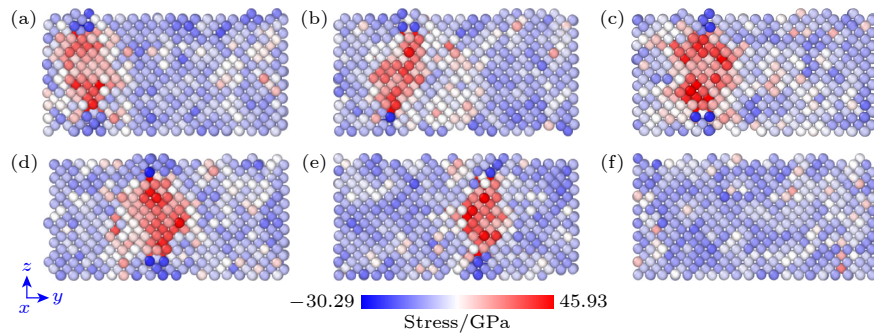 (a) (b) (c)
(d) (e) (f)
z
x y
−30.29 45.93
Stress/GPa